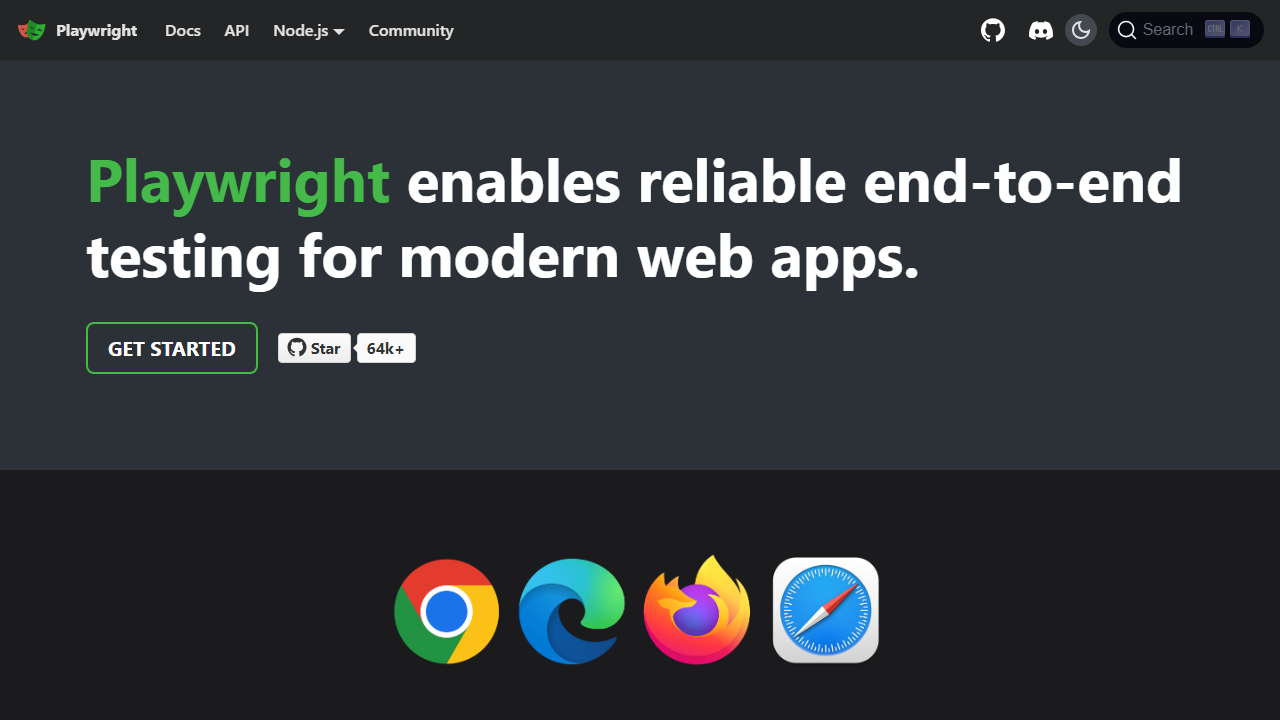 Playwright Docs API Node.js Community Search CTRL K
Playwright enables reliable end-to-end
testing for modern web apps.
GET STARTED Star 64k+